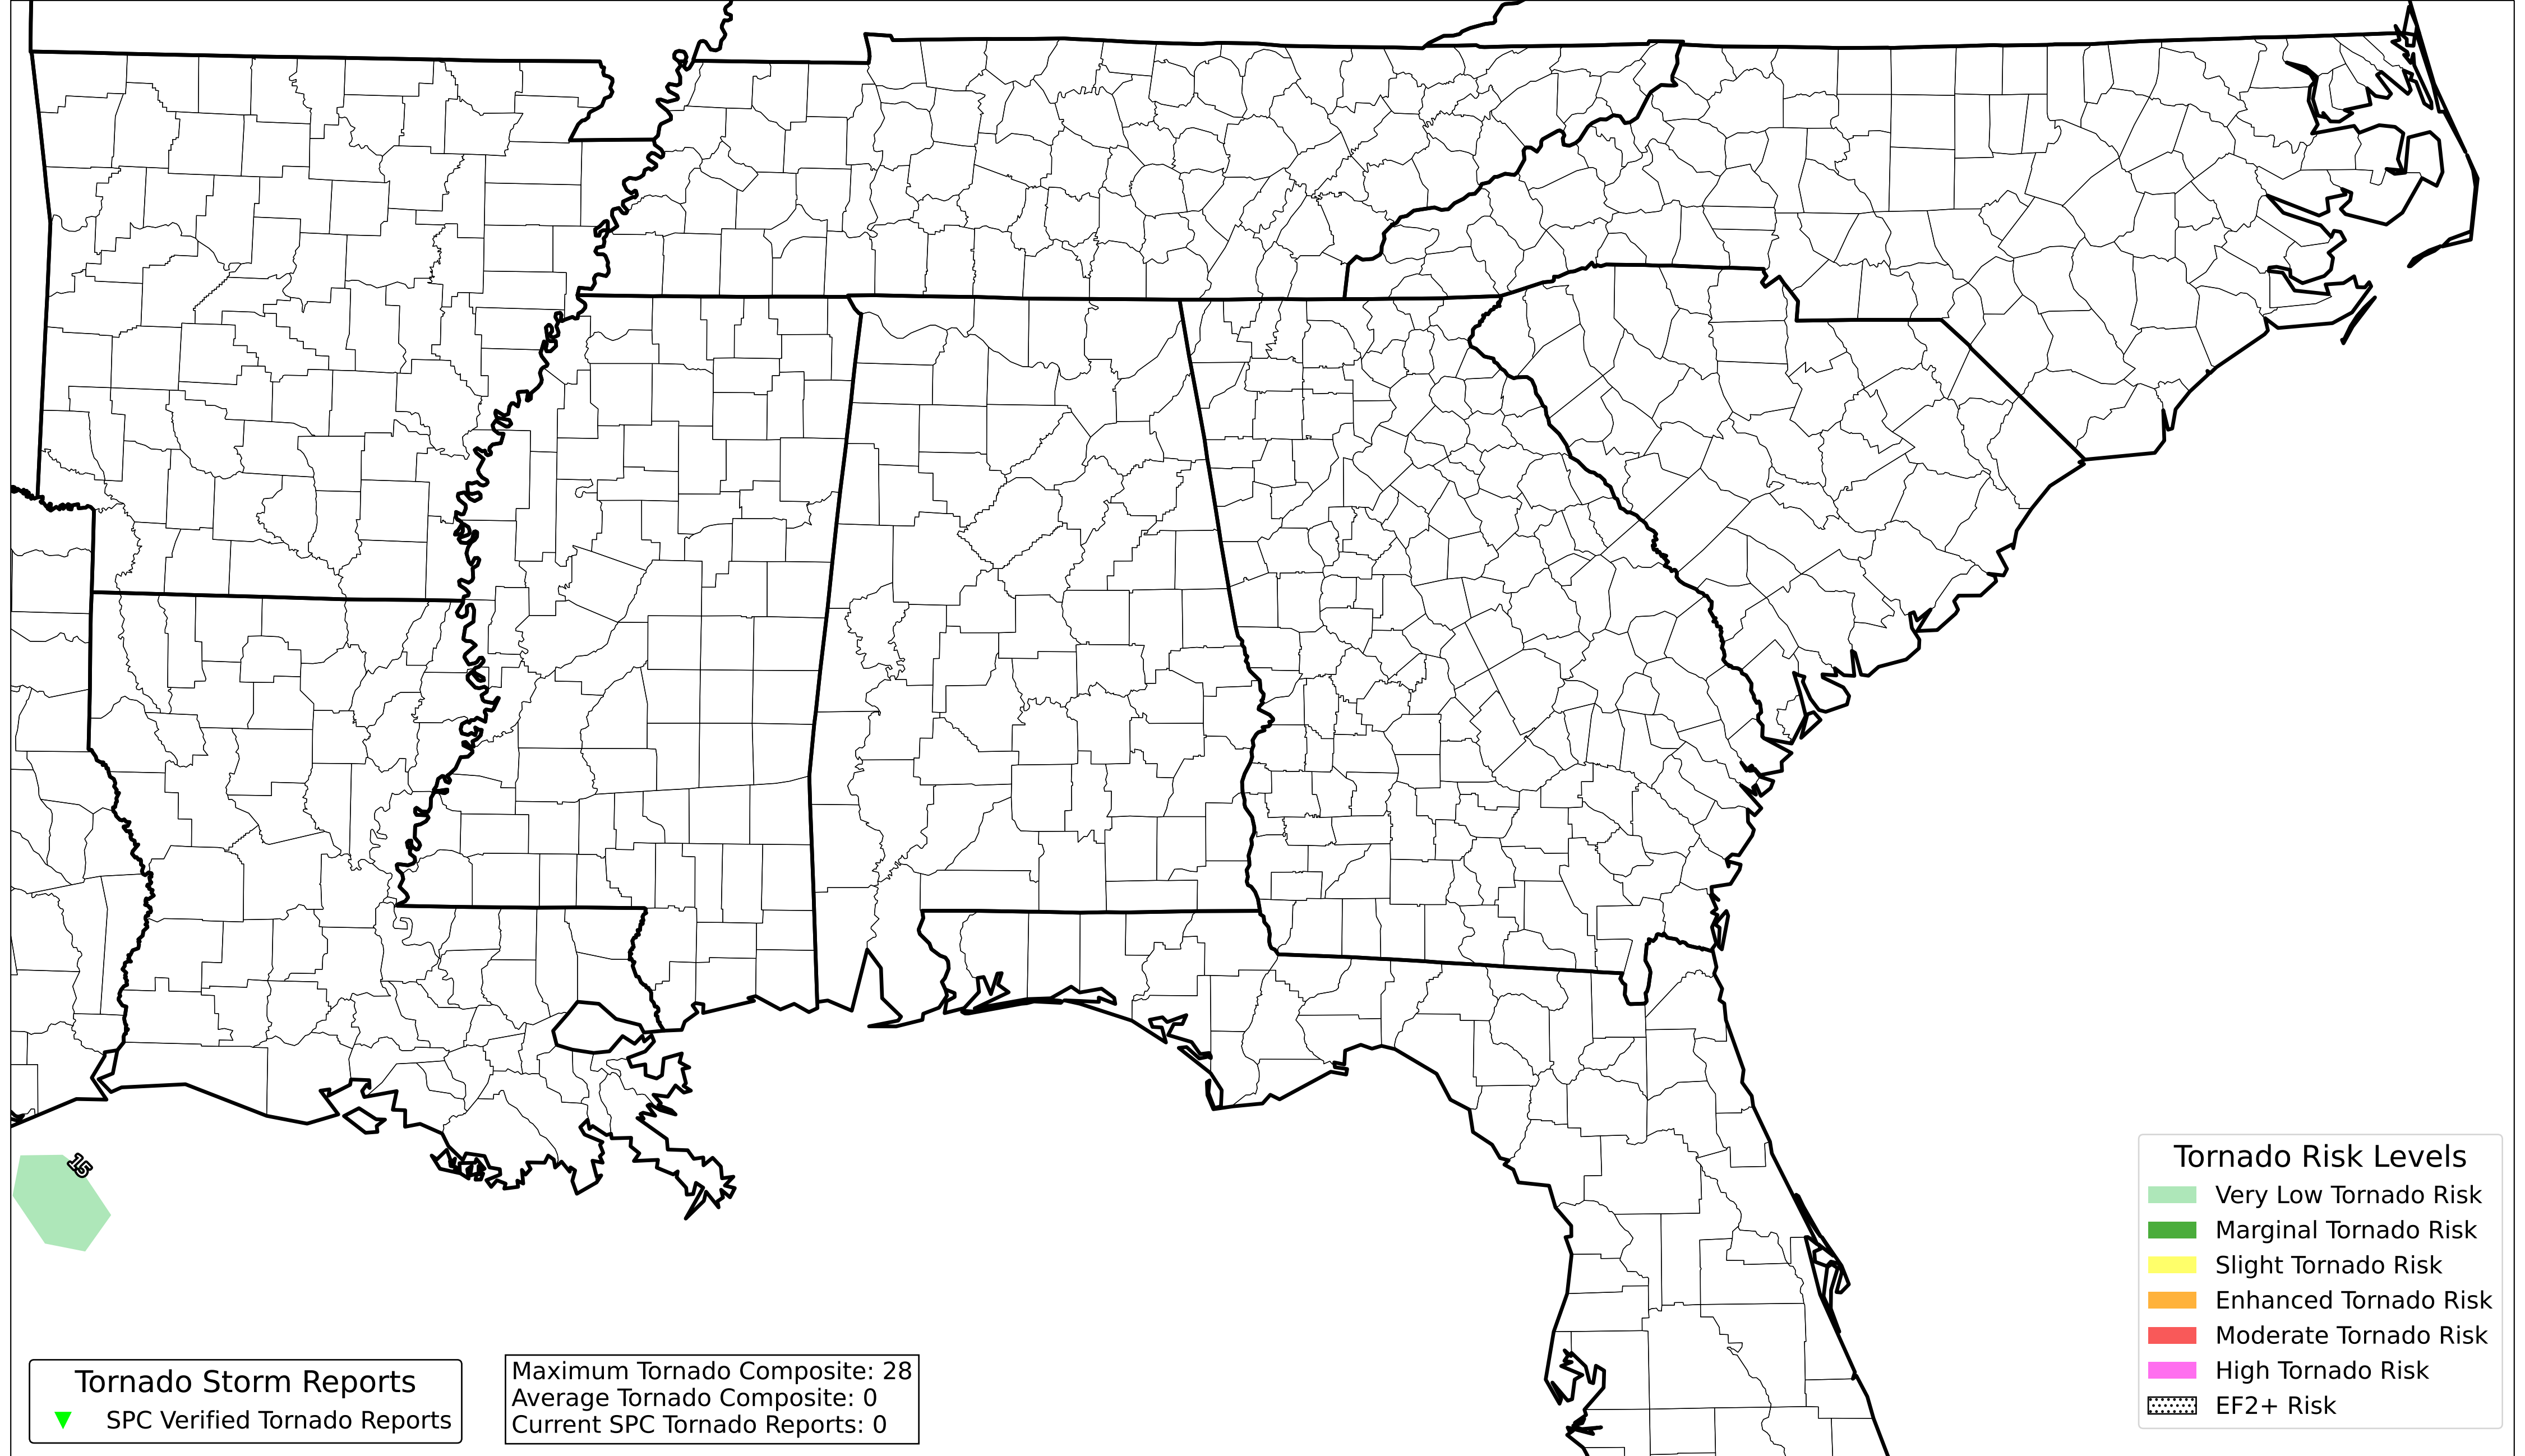 15
Tornado Storm Reports
SPC Verified Tornado Reports
Maximum Tornado Composite: 28
Average Tornado Composite: 0
Current SPC Tornado Reports: 0
Tornado Risk Levels
Very Low Tornado Risk
Marginal Tornado Risk
Slight Tornado Risk
Enhanced Tornado Risk
Moderate Tornado Risk
High Tornado Risk
EF2+ Risk